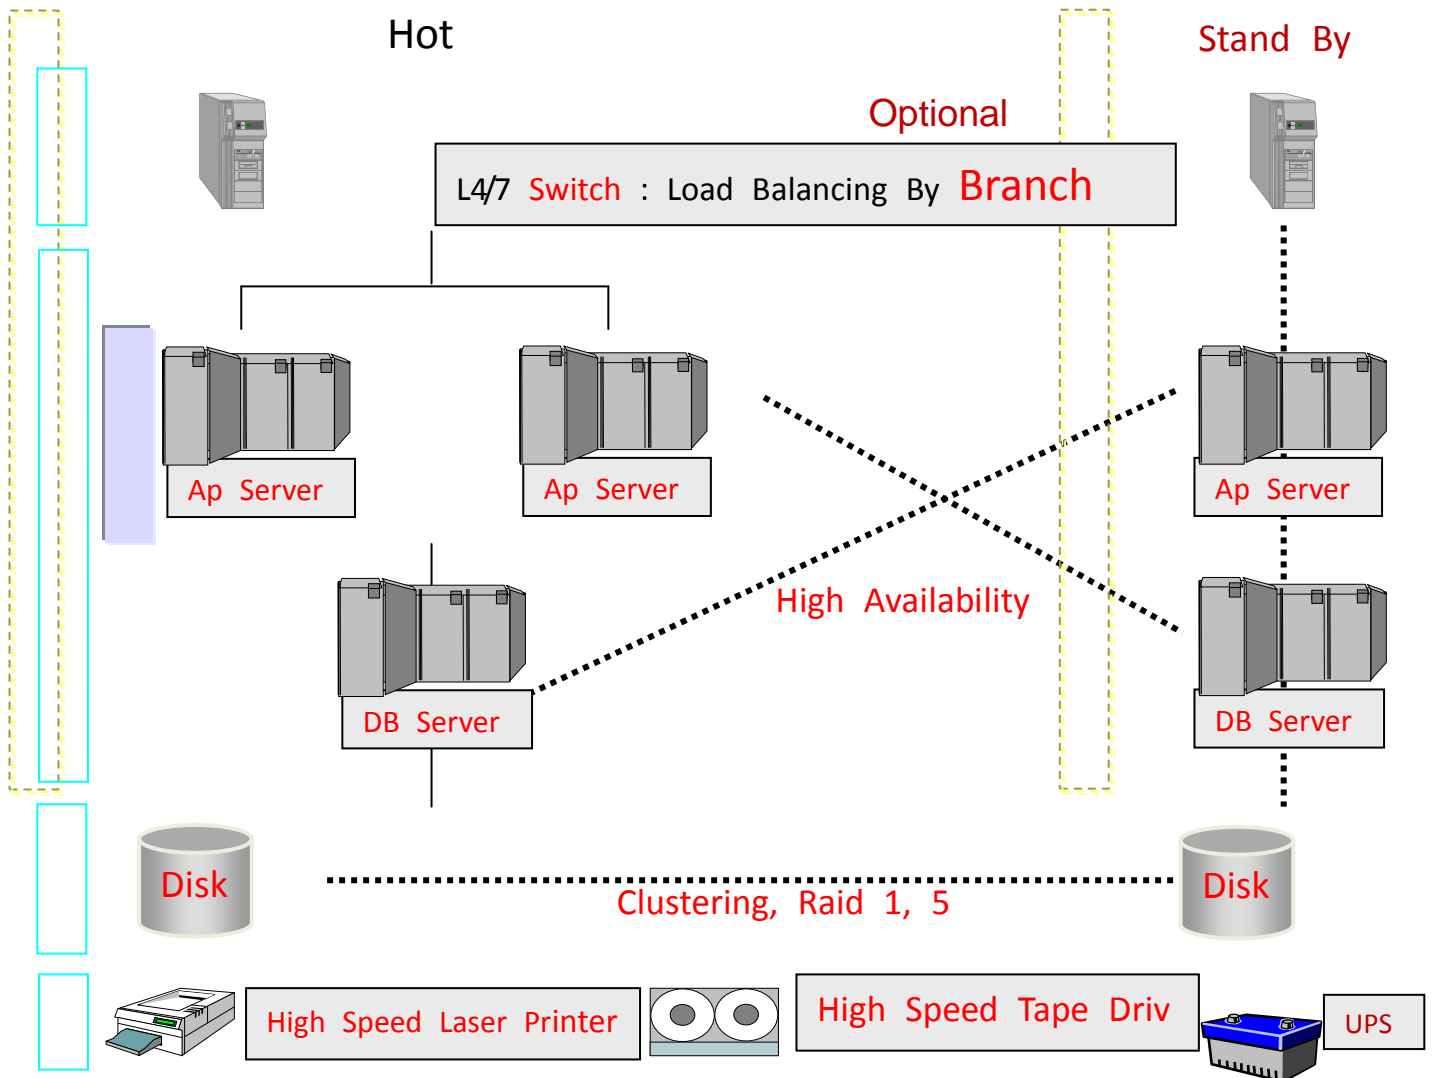 Hot
Stand By
Optional
L4/7 Switch : Load Balancing By Branch
Ap Server
Ap Server
Ap Server
High Availability
DB Server
DB Server
Disk
Disk
Clustering, Raid 1, 5
High Speed Laser Printer
High Speed Tape Driv
UPS